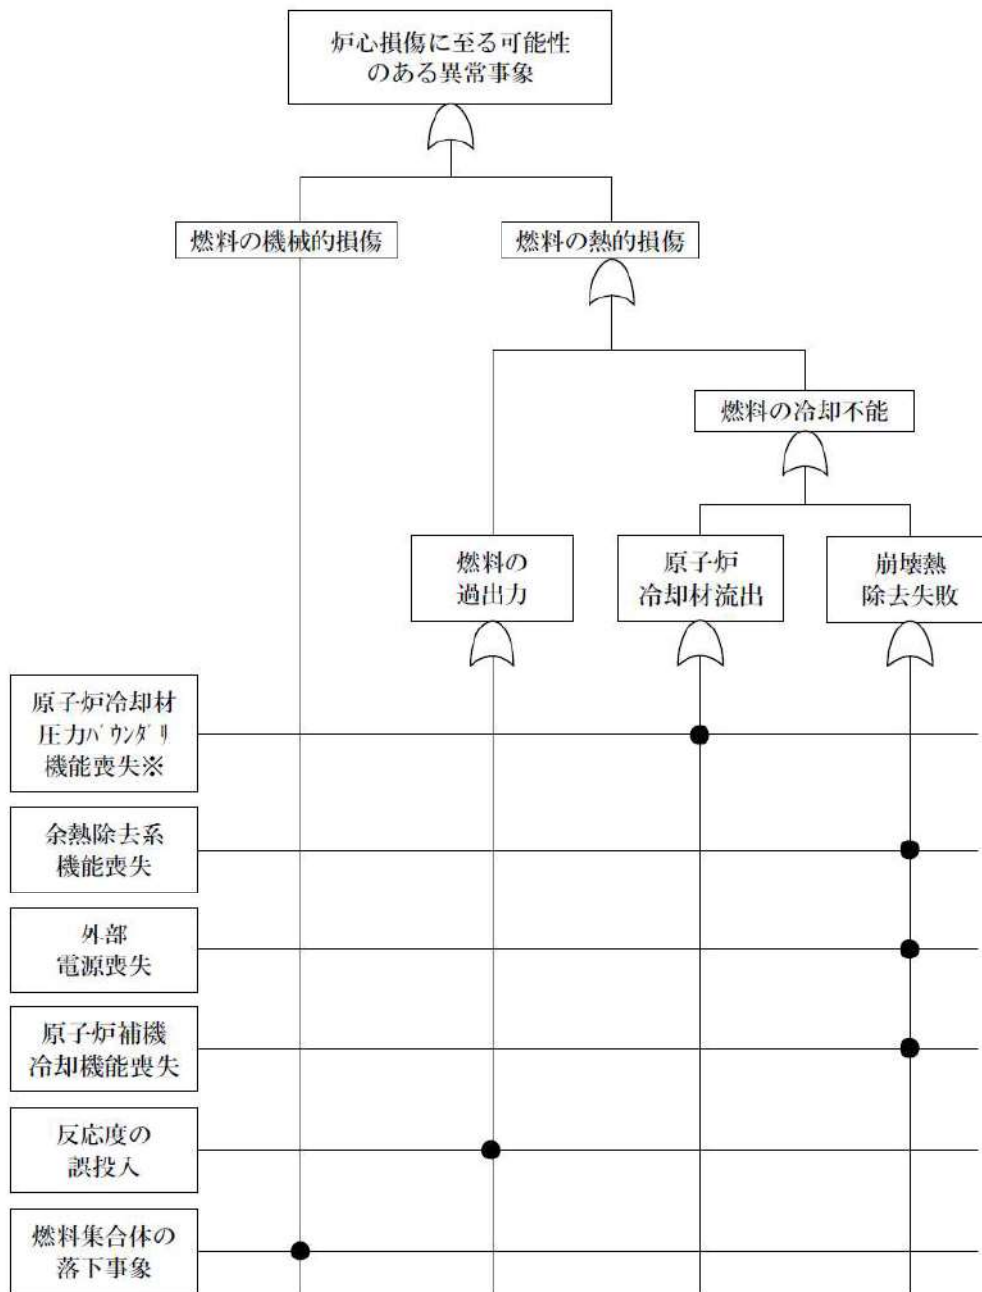 炉心損傷に至る可能性
のある異常事象
燃料の機械的損傷
燃料の熱的損傷
燃料の冷却不能
燃料の
過出力
原子炉
冷却材流出
崩壊熱
除去失敗
原子炉冷却材
圧力ﾊﾞｳﾝﾀﾞﾘ
機能喪失※
余熱除去系
機能喪失
外部
電源喪失
原子炉補機
冷却機能喪失
反応度の
誤投入
燃料集合体の
落下事象